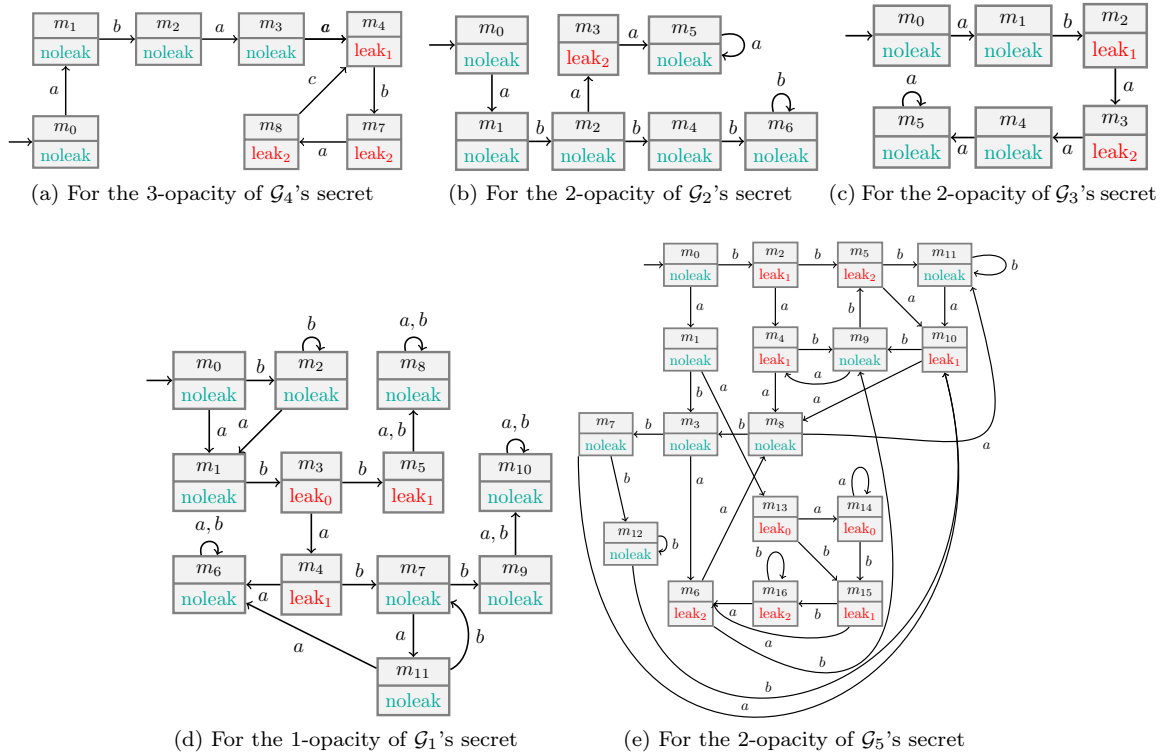 m₁ b m₂ a m₃ a m₄
noleak noleak noleak leak₁
a c b
m₀ m₈ a m₇
noleak leak₂ leak₂
(a) For the 3-opacity of 𝒢₄'s secret
m₀ m₃ a m₅ a
noleak leak₂ noleak
a a b
m₁ b m₂ b m₄ b m₆
noleak noleak noleak noleak
(b) For the 2-opacity of 𝒢₂'s secret
m₀ a m₁ b m₂
noleak noleak leak₁
a a
m₅ a m₄ a m₃
noleak noleak leak₂
(c) For the 2-opacity of 𝒢₃'s secret
b a, b
m₀ b m₂ m₈
noleak noleak noleak
a a a, b a, b
m₁ b m₃ b m₅ m₁₀
noleak leak₀ leak₁ noleak
a, b a a, b
m₆ a m₄ b m₇ b m₉
noleak leak₁ noleak noleak
a a b
m₁₁
noleak
(d) For the 1-opacity of 𝒢₁'s secret
m₀ b m₂ b m₅ b m₁₁ b
noleak leak₁ leak₂ noleak
a a b a a
m₁ m₄ b m₉ b m₁₀
noleak leak₁ noleak leak₁
b a a a a
m₇ b m₃ b m₈ a
noleak noleak noleak
b a a a
m₁₃ a m₁₄
leak₀ leak₀
m₁₂ b b b b
noleak
m₆ a m₁₆ b m₁₅
leak₂ leak₂ leak₁
a
b
b
a
(e) For the 2-opacity of 𝒢₅'s secret